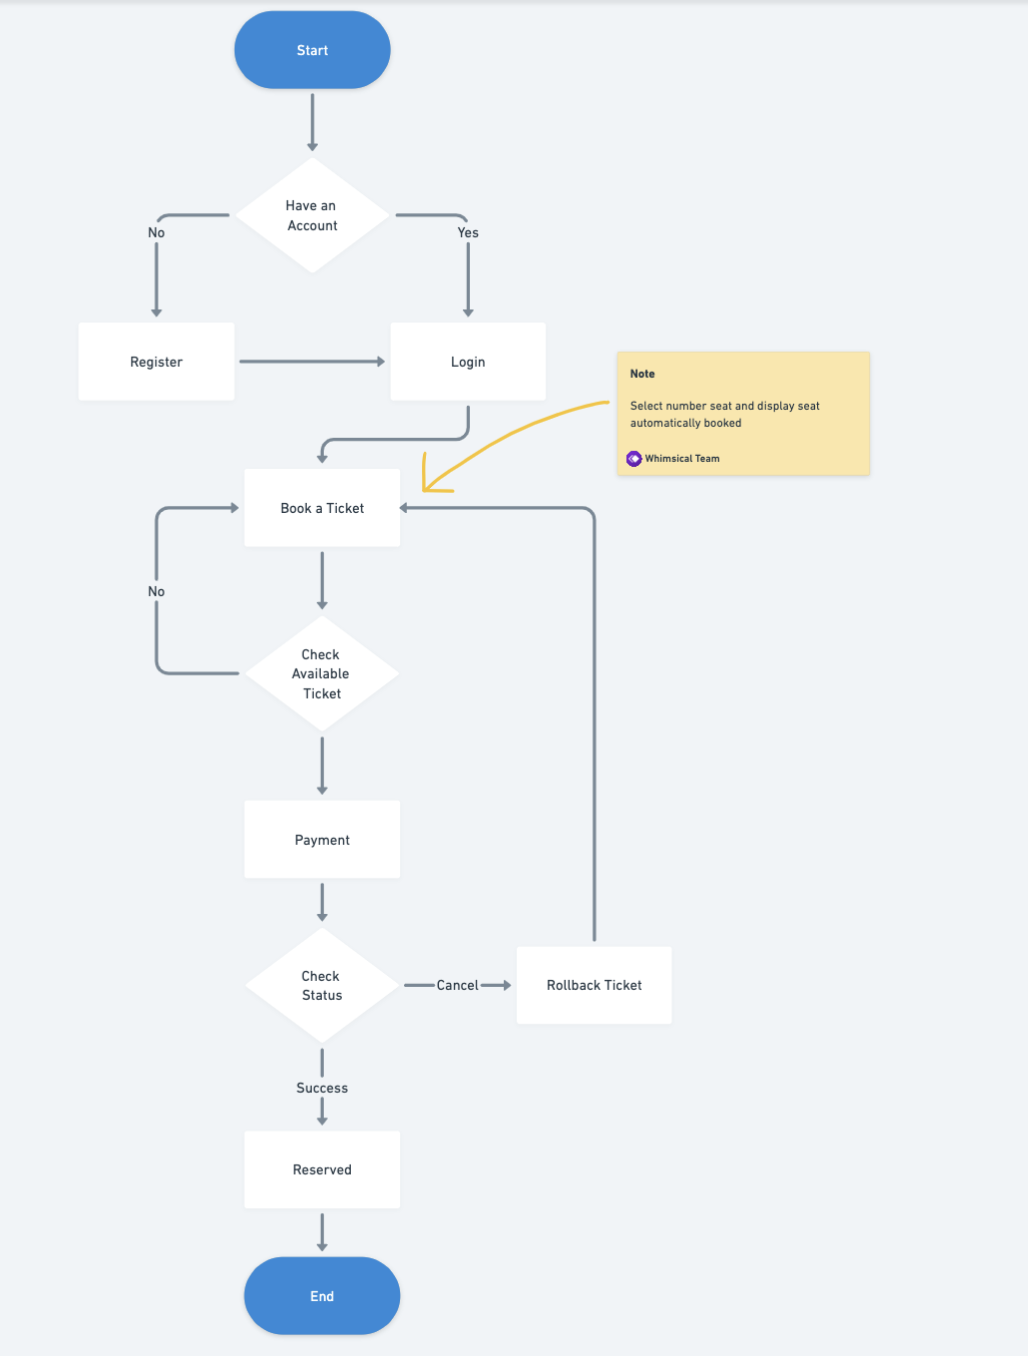 Start
Have an
Account
No
Yes
Register
Login
Note
Select number seat and display seat
automatically booked
Whimsical Team
Book a Ticket
No
Check
Available
Ticket
Payment
Check
Status
Cancel
Rollback Ticket
Success
Reserved
End